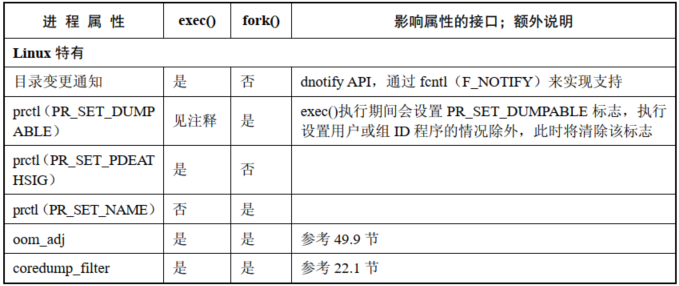 进 程 属 性 exec() fork() 影响属性的接口；额外说明
Linux 特有
目录变更通知 是 否 dnotify API，通过 fcntl（F_NOTIFY）来实现支持
prctl（PR_SET_DUMP
ABLE） 见注释 是 exec()执行期间会设置 PR_SET_DUMPABLE 标志，执行
设置用户或组 ID 程序的情况除外，此时将清除该标志
prctl（PR_SET_PDEAT
HSIG） 是 否
prctl（PR_SET_NAME） 否 是
oom_adj 是 是 参考 49.9 节
coredump_filter 是 是 参考 22.1 节